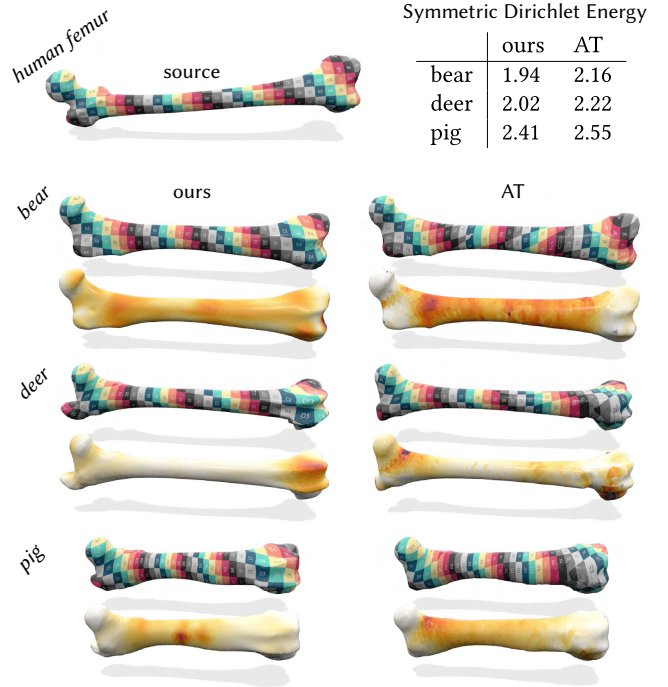 Symmetric Dirichlet Energy
ours AT
bear 1.94 2.16
deer 2.02 2.22
pig 2.41 2.55
human femur
source
ours AT
bear
deer
pig